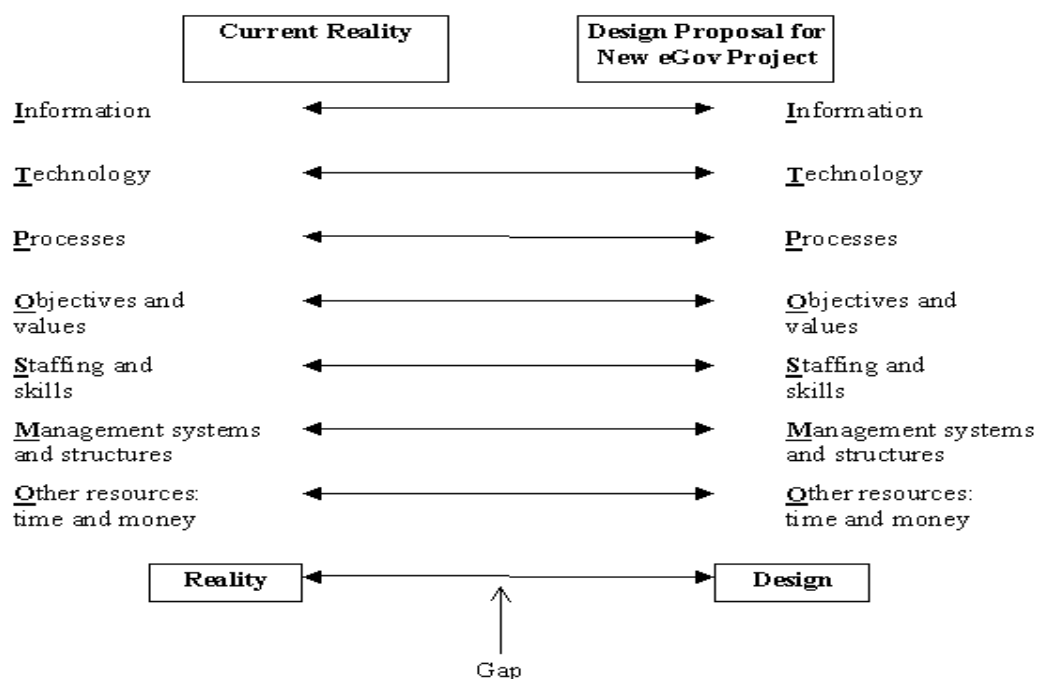 Current Reality
Design Proposal for
New eGov Project
Information
Information
Technology
Technology
Processes
Processes
Objectives and
values
Objectives and
values
Staffing and
skills
Staffing and
skills
Management systems
and structures
Management systems
and structures
Other resources:
time and money
Other resources:
time and money
Reality
Design
Gap